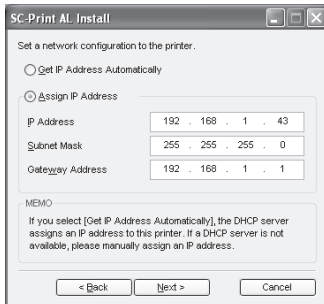 SC-Print AL Install
Set a network configuration to the printer.
Get IP Address Automatically
Assign IP Address
IP Address 192 . 168 . 1 . 43
Subnet Mask 255 . 255 . 255 . 0
Gateway Address 192 . 168 . 1 . 1
MEMO
If you select [Get IP Address Automatically], the DHCP server
assigns an IP address to this printer. If a DHCP server is not
available, please manually assign an IP address.
< Back Next > Cancel